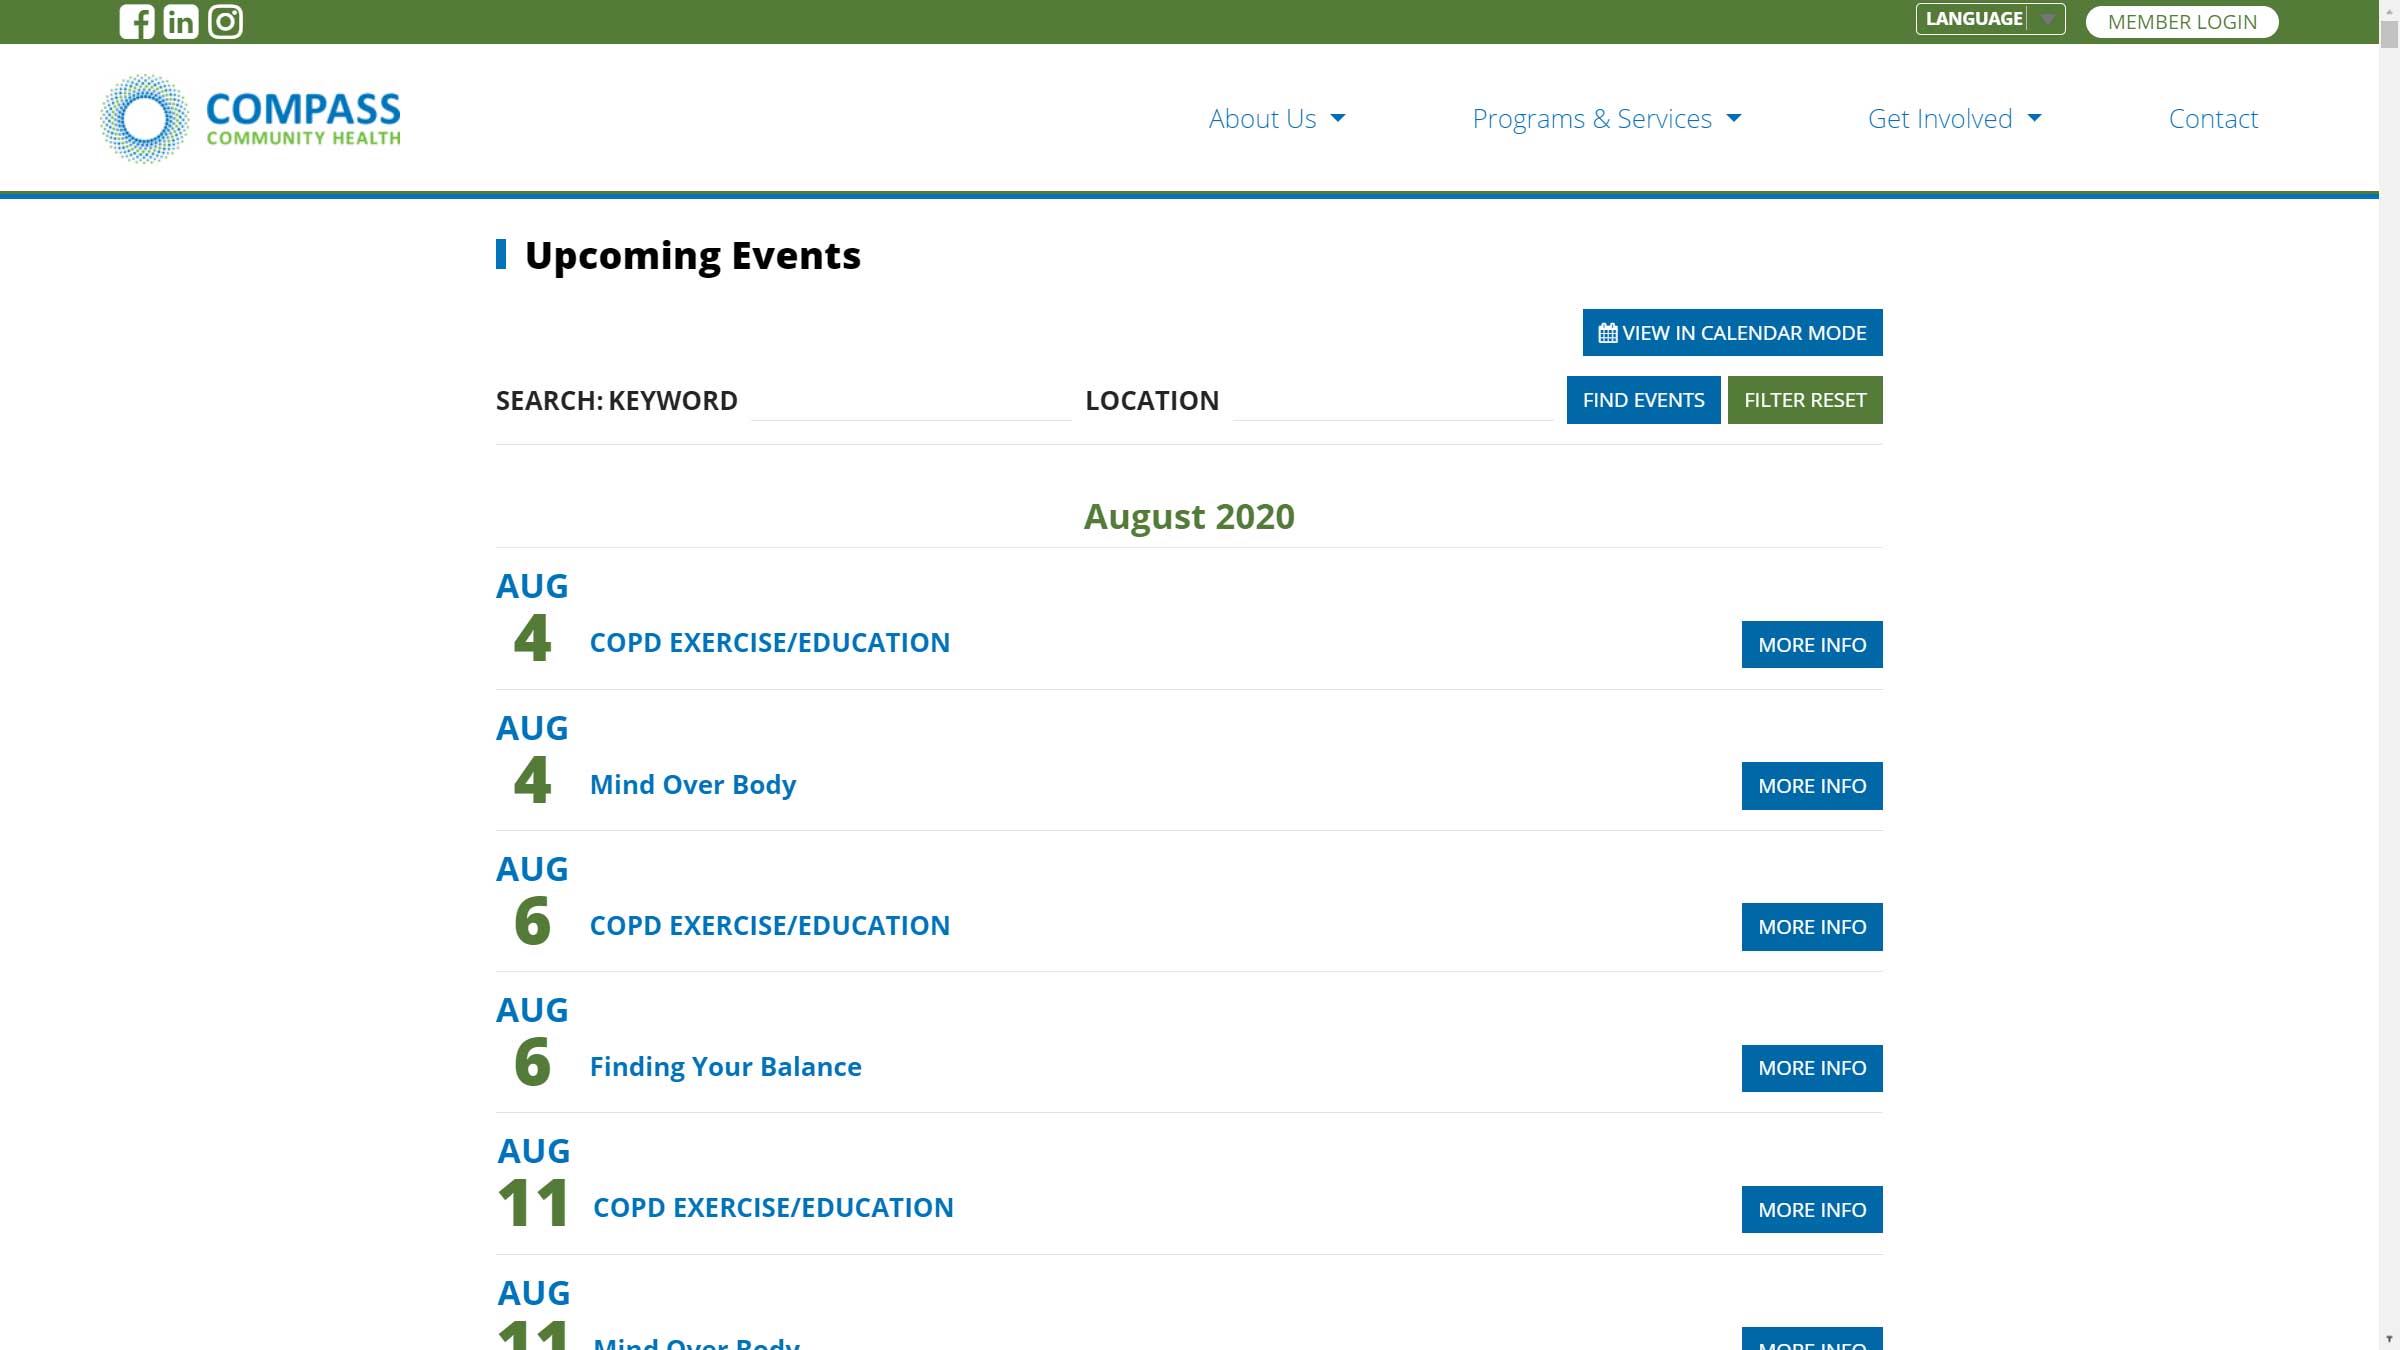 LANGUAGE MEMBER LOGIN
COMPASS
COMMUNITY HEALTH
About Us Programs & Services Get Involved Contact
Upcoming Events
VIEW IN CALENDAR MODE
SEARCH: KEYWORD LOCATION FIND EVENTS FILTER RESET
August 2020
AUG
4 COPD EXERCISE/EDUCATION MORE INFO
AUG
4 Mind Over Body MORE INFO
AUG
6 COPD EXERCISE/EDUCATION MORE INFO
AUG
6 Finding Your Balance MORE INFO
AUG
11 COPD EXERCISE/EDUCATION MORE INFO
AUG
11 Mind Over Body MORE INFO